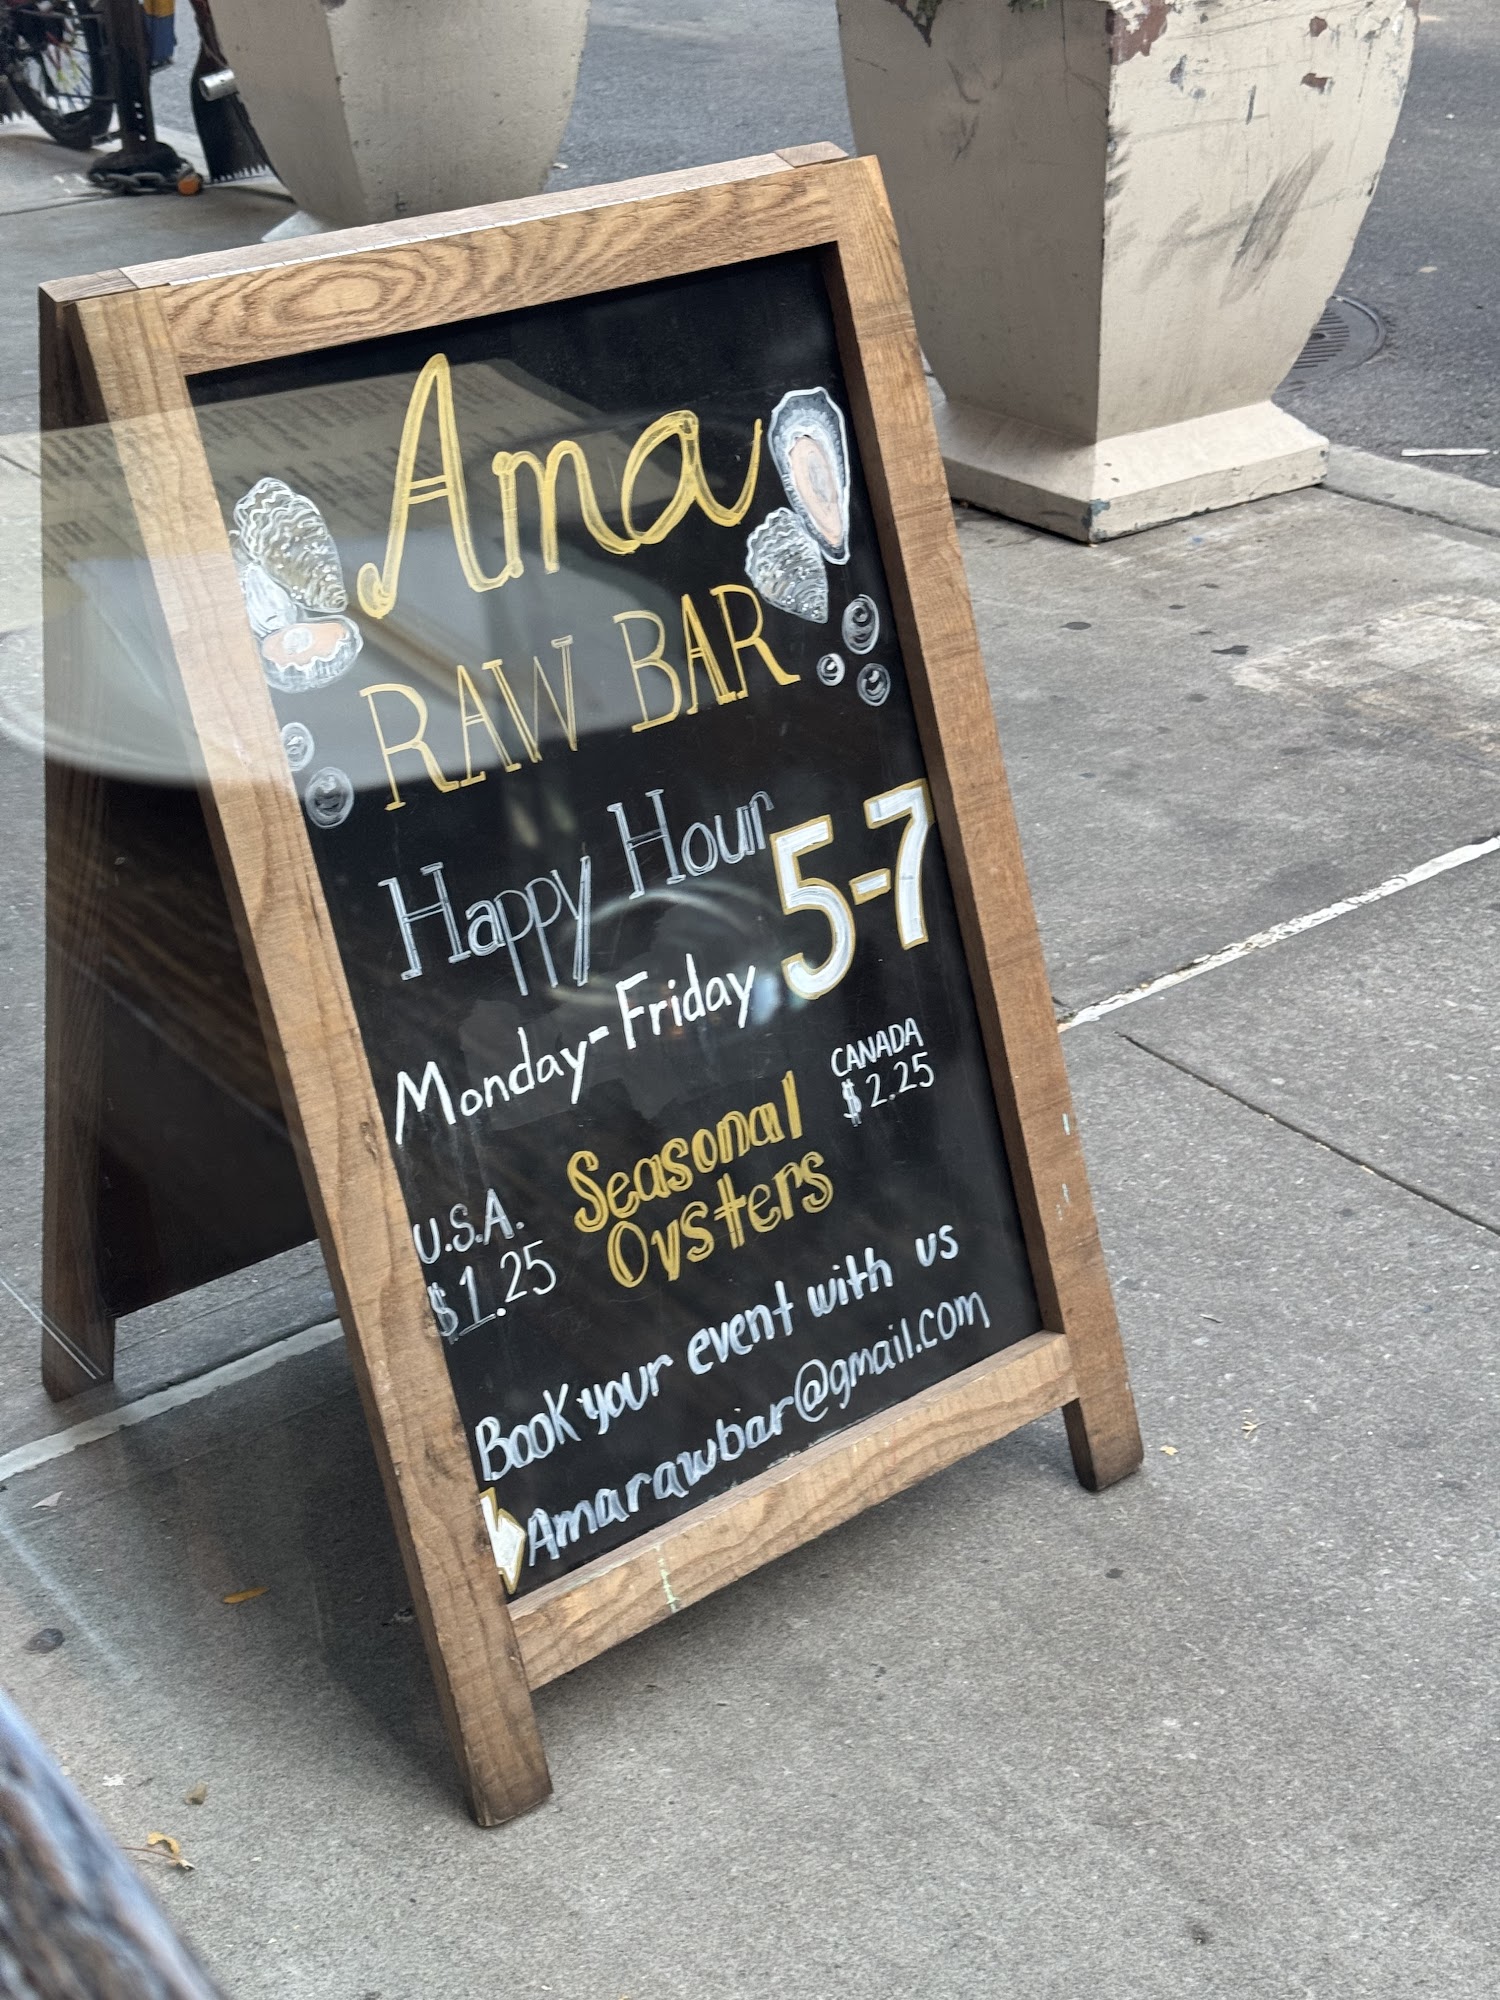 Ama
RAW BAR
Happy Hour 5-7
Monday-Friday
CANADA
$2.25
Seasonal
Oysters
U.S.A.
$1.25
Book your event with us
Amarawbar@gmail.com